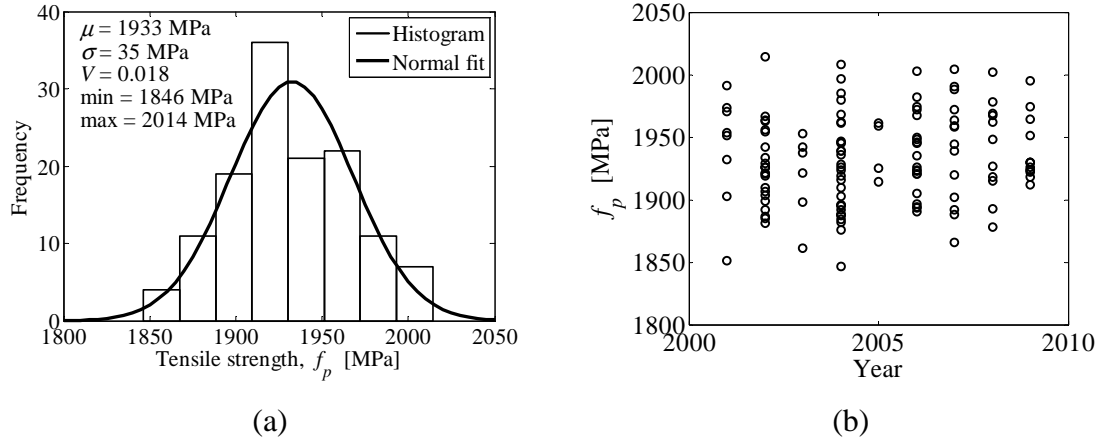 μ = 1933 MPa
σ = 35 MPa
V = 0.018
min = 1846 MPa
max = 2014 MPa
Histogram
Normal fit
40
30
20
10
0
Frequency
1800 1850 1900 1950 2000 2050
Tensile strength, f_p [MPa]
(a)
2050
2000
1950
1900
1850
1800
f_p [MPa]
2000 2005 2010
Year
(b)